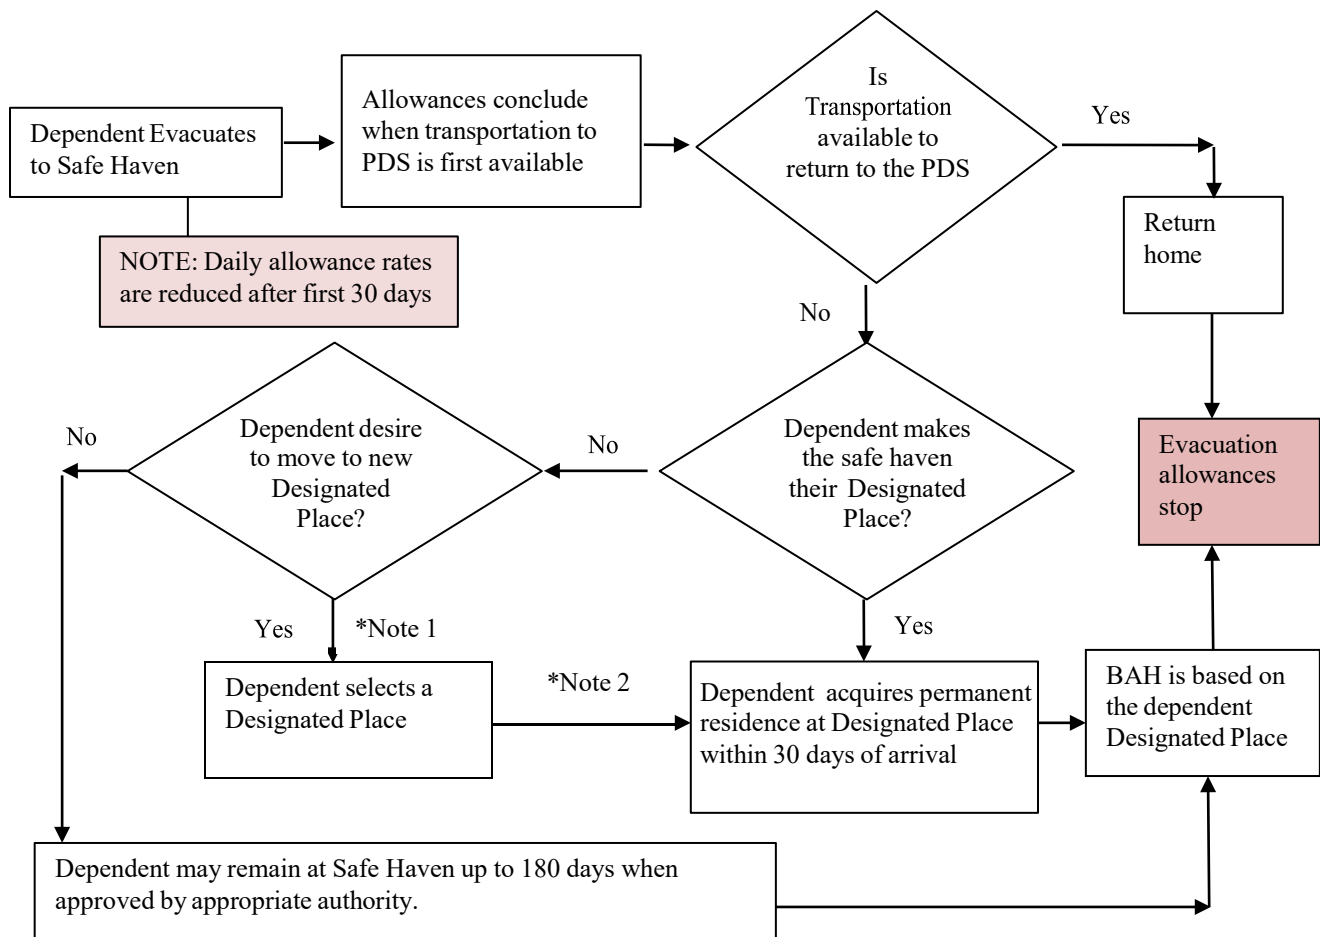 Dependent Evacuates
to Safe Haven
NOTE: Daily allowance rates
are reduced after first 30 days
Allowances conclude
when transportation to
PDS is first available
Is
Transportation
available to
return to the PDS
Yes
Return
home
No
Evacuation
allowances
stop
Dependent makes
the safe haven
their Designated
Place?
No
Dependent desire
to move to new
Designated
Place?
No
Yes
*Note 1
Yes
Dependent selects a
Designated Place
*Note 2
Dependent acquires permanent
residence at Designated Place
within 30 days of arrival
BAH is based on
the dependent
Designated Place
Dependent may remain at Safe Haven up to 180 days when
approved by appropriate authority.